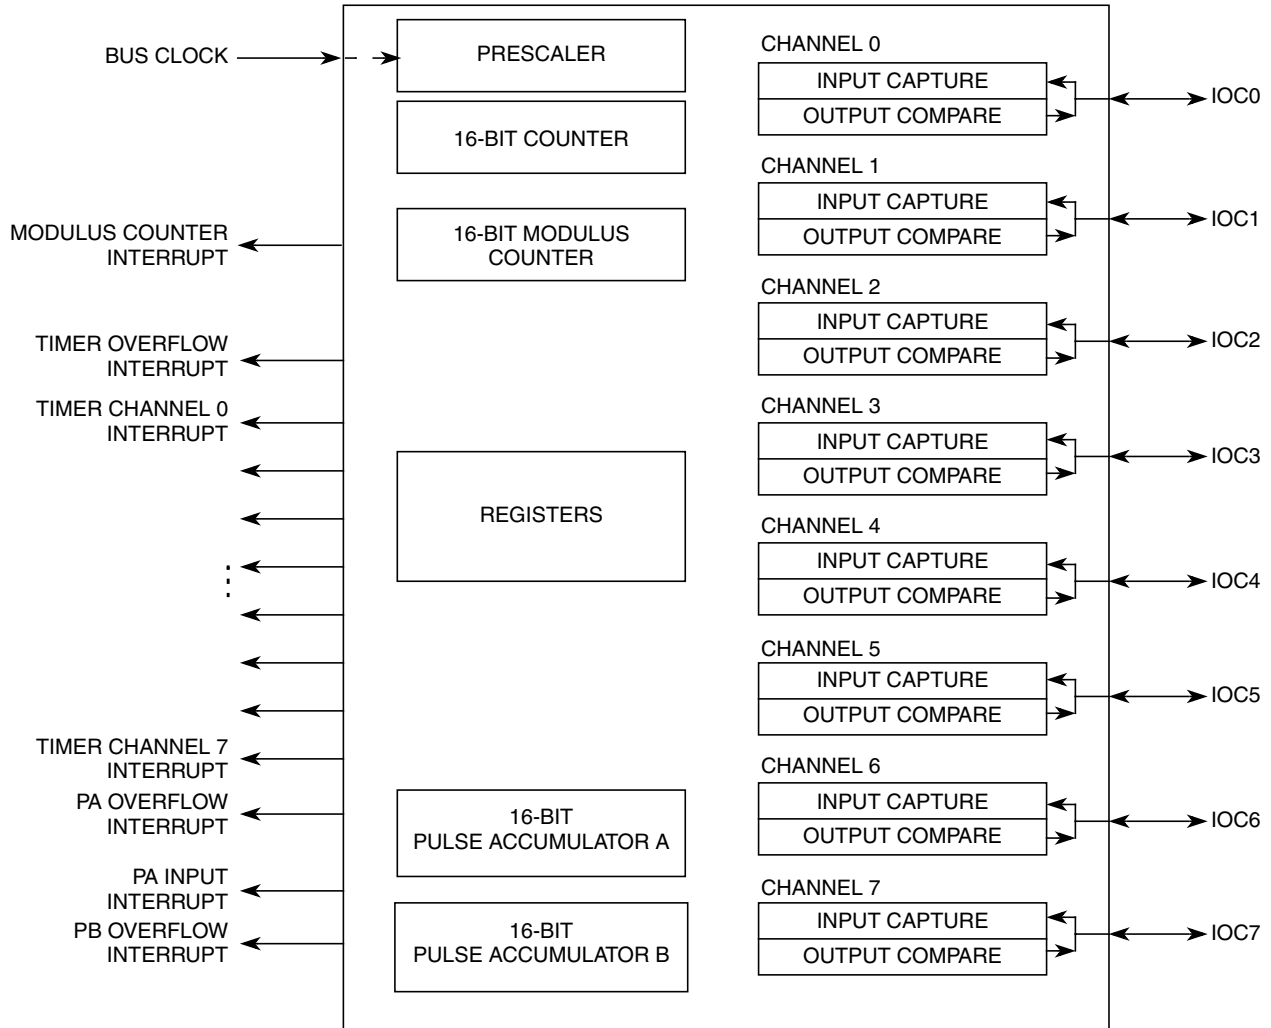 BUS CLOCK
MODULUS COUNTER
INTERRUPT
TIMER OVERFLOW
INTERRUPT
TIMER CHANNEL 0
INTERRUPT
TIMER CHANNEL 7
INTERRUPT
PA OVERFLOW
INTERRUPT
PA INPUT
INTERRUPT
PB OVERFLOW
INTERRUPT
PRESCALER
16-BIT COUNTER
16-BIT MODULUS
COUNTER
REGISTERS
16-BIT
PULSE ACCUMULATOR A
16-BIT
PULSE ACCUMULATOR B
CHANNEL 0
INPUT CAPTURE
OUTPUT COMPARE
IOC0
CHANNEL 1
INPUT CAPTURE
OUTPUT COMPARE
IOC1
CHANNEL 2
INPUT CAPTURE
OUTPUT COMPARE
IOC2
CHANNEL 3
INPUT CAPTURE
OUTPUT COMPARE
IOC3
CHANNEL 4
INPUT CAPTURE
OUTPUT COMPARE
IOC4
CHANNEL 5
INPUT CAPTURE
OUTPUT COMPARE
IOC5
CHANNEL 6
INPUT CAPTURE
OUTPUT COMPARE
IOC6
CHANNEL 7
INPUT CAPTURE
OUTPUT COMPARE
IOC7